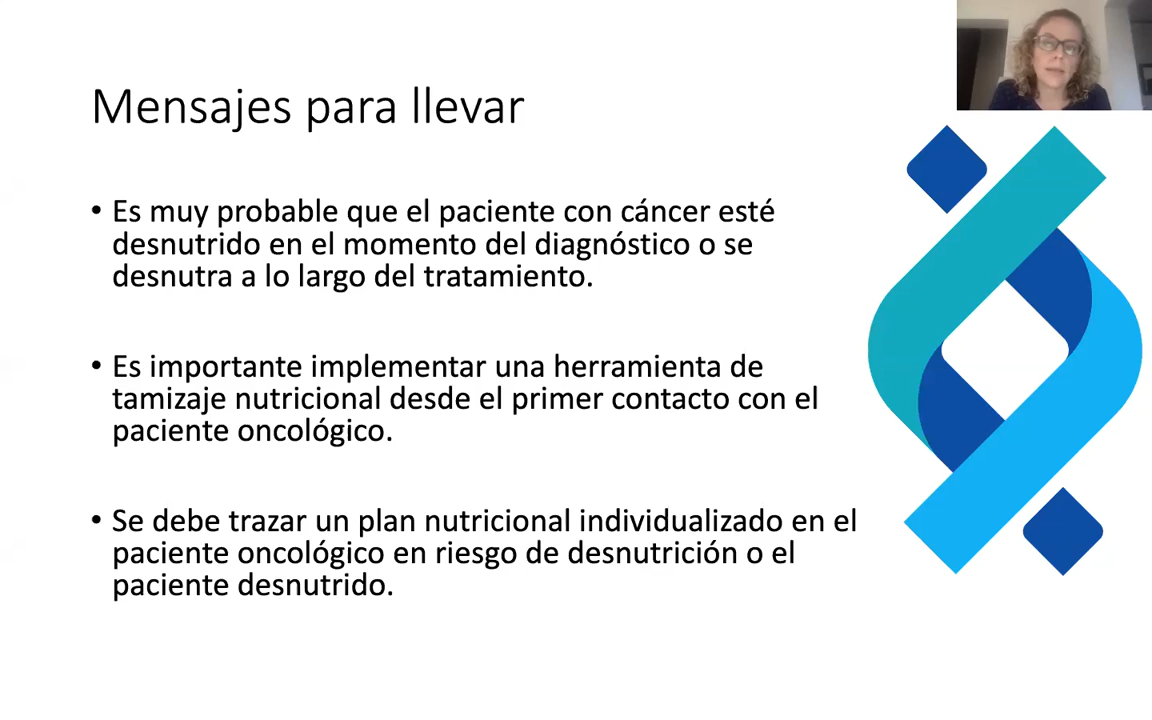 Mensajes para llevar
• Es muy probable que el paciente con cáncer esté
desnutrido en el momento del diagnóstico o se
desnutra a lo largo del tratamiento.
• Es importante implementar una herramienta de
tamizaje nutricional desde el primer contacto con el
paciente oncológico.
• Se debe trazar un plan nutricional individualizado en el
paciente oncológico en riesgo de desnutrición o el
paciente desnutrido.